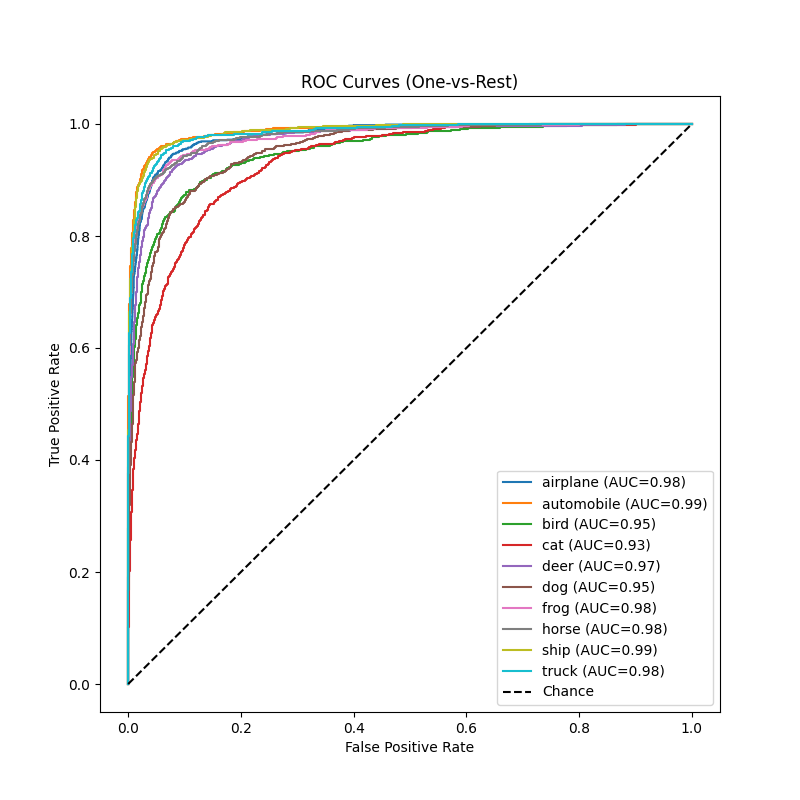 ROC Curves (One-vs-Rest)
True Positive Rate
1.0
0.8
0.6
0.4
0.2
0.0
airplane (AUC=0.98)
automobile (AUC=0.99)
bird (AUC=0.95)
cat (AUC=0.93)
deer (AUC=0.97)
dog (AUC=0.95)
frog (AUC=0.98)
horse (AUC=0.98)
ship (AUC=0.99)
truck (AUC=0.98)
Chance
0.0 0.2 0.4 0.6 0.8 1.0
False Positive Rate